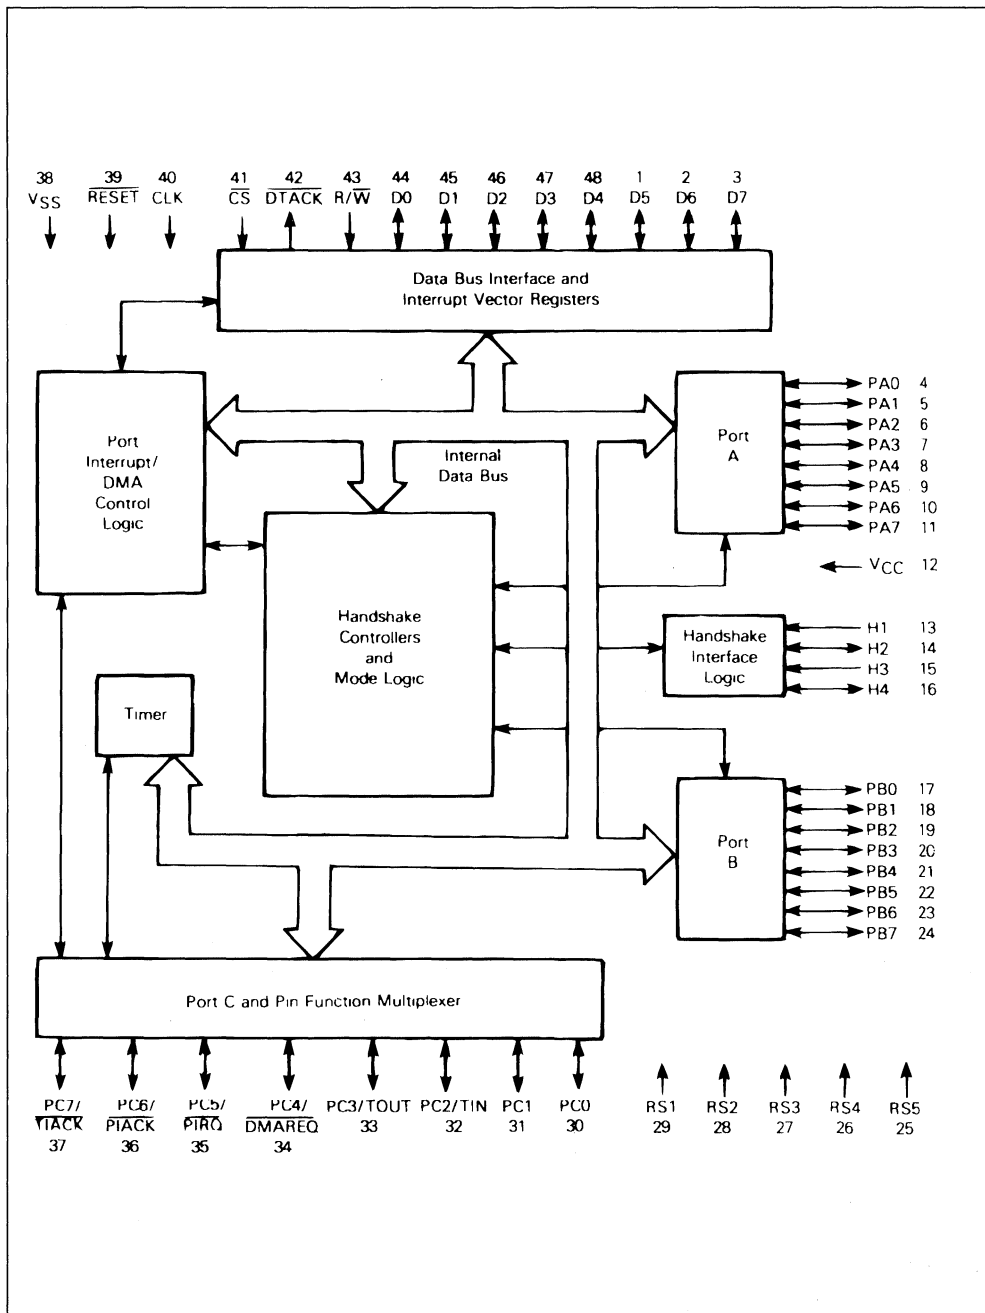 38 39 40 41 42 43 44 45 46 47 48 1 2 3
VSS RESET CLK CS DTACK R/W D0 D1 D2 D3 D4 D5 D6 D7
Data Bus Interface and
Interrupt Vector Registers
Port
Interrupt/
DMA
Control
Logic
Internal
Data Bus
Port
A
PA0 4
PA1 5
PA2 6
PA3 7
PA4 8
PA5 9
PA6 10
PA7 11
VCC 12
Handshake
Controllers
and
Mode Logic
Handshake
Interface
Logic
H1 13
H2 14
H3 15
H4 16
Timer
Port
B
PB0 17
PB1 18
PB2 19
PB3 20
PB4 21
PB5 22
PB6 23
PB7 24
Port C and Pin Function Multiplexer
PC7/ PC6/ PC5/ PC4/ PC3/TOUT PC2/TIN PC1 PC0 RS1 RS2 RS3 RS4 RS5
TIACK PIACK PIRQ DMAREQ 33 32 31 30 29 28 27 26 25
37 36 35 34